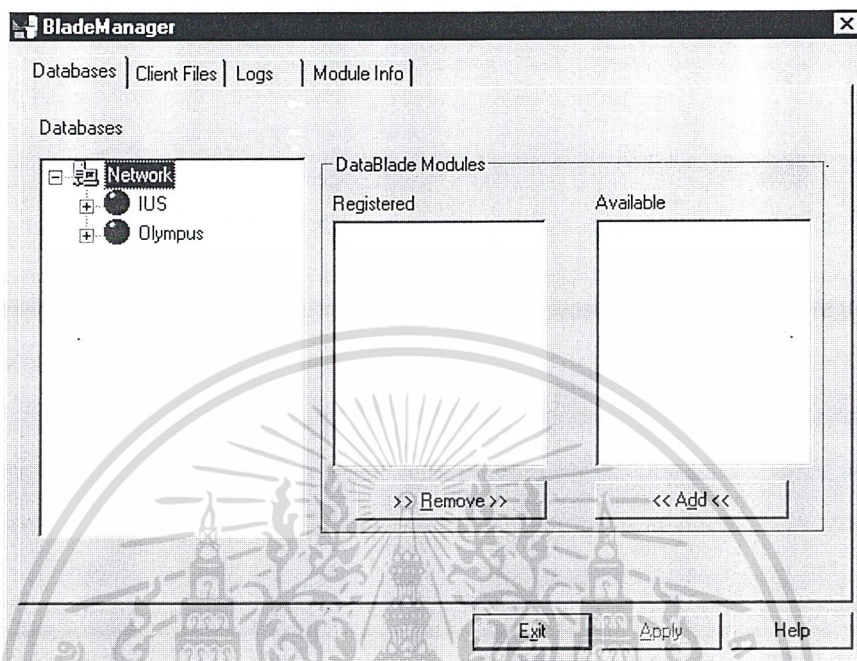 BladeManager
Databases
Client Files
Logs
Module Info
Databases
Network
IUS
Olympus
DataBlade Modules
Registered
Available
>> Remove >>
<< Add <<
Exit
Apply
Help